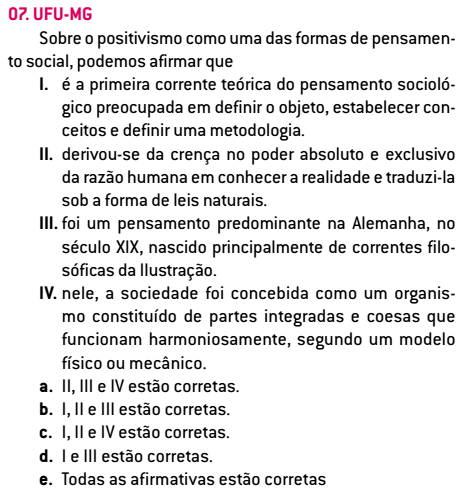 07. UFU-MG
Sobre o positivismo como uma das formas de pensamen-
to social, podemos afirmar que
I. é a primeira corrente teórica do pensamento socioló-
gico preocupada em definir o objeto, estabelecer con-
ceitos e definir uma metodologia.
II. derivou-se da crença no poder absoluto e exclusivo
da razão humana em conhecer a realidade e traduzi-la
sob a forma de leis naturais.
III. foi um pensamento predominante na Alemanha, no
século XIX, nascido principalmente de correntes filo-
sóficas da Ilustração.
IV. nele, a sociedade foi concebida como um organis-
mo constituído de partes integradas e coesas que
funcionam harmoniosamente, segundo um modelo
físico ou mecânico.
a. II, III e IV estão corretas.
b. I, II e III estão corretas.
c. I, II e IV estão corretas.
d. I e III estão corretas.
e. Todas as afirmativas estão corretas